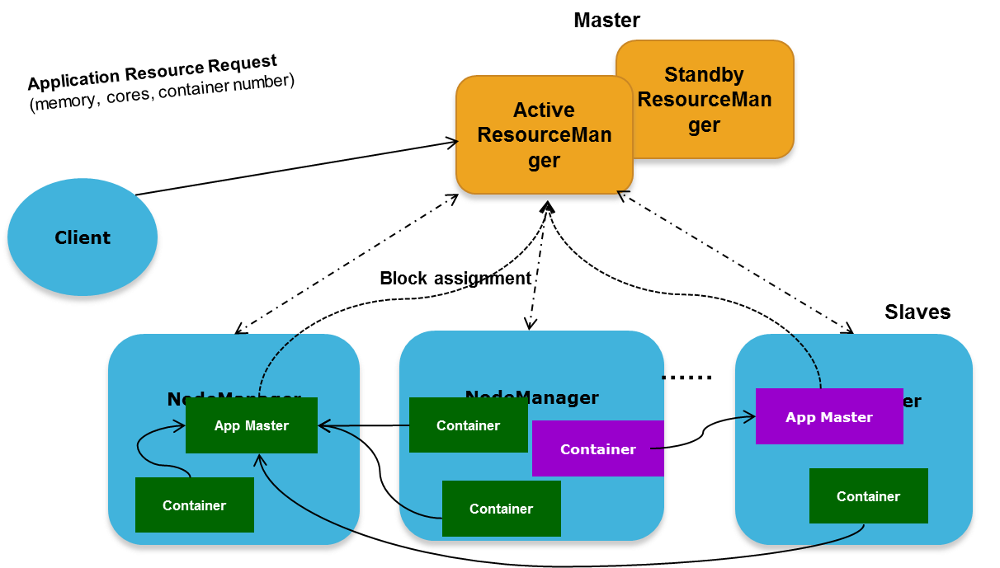 Master
Application Resource Request
(memory, cores, container number)
Standby
ResourceMan
ger
Active
ResourceMan
ger
Client
Block assignment
Slaves
NodeManager
App Master
Container
NodeManager
Container
Container
Container
er
App Master
Container